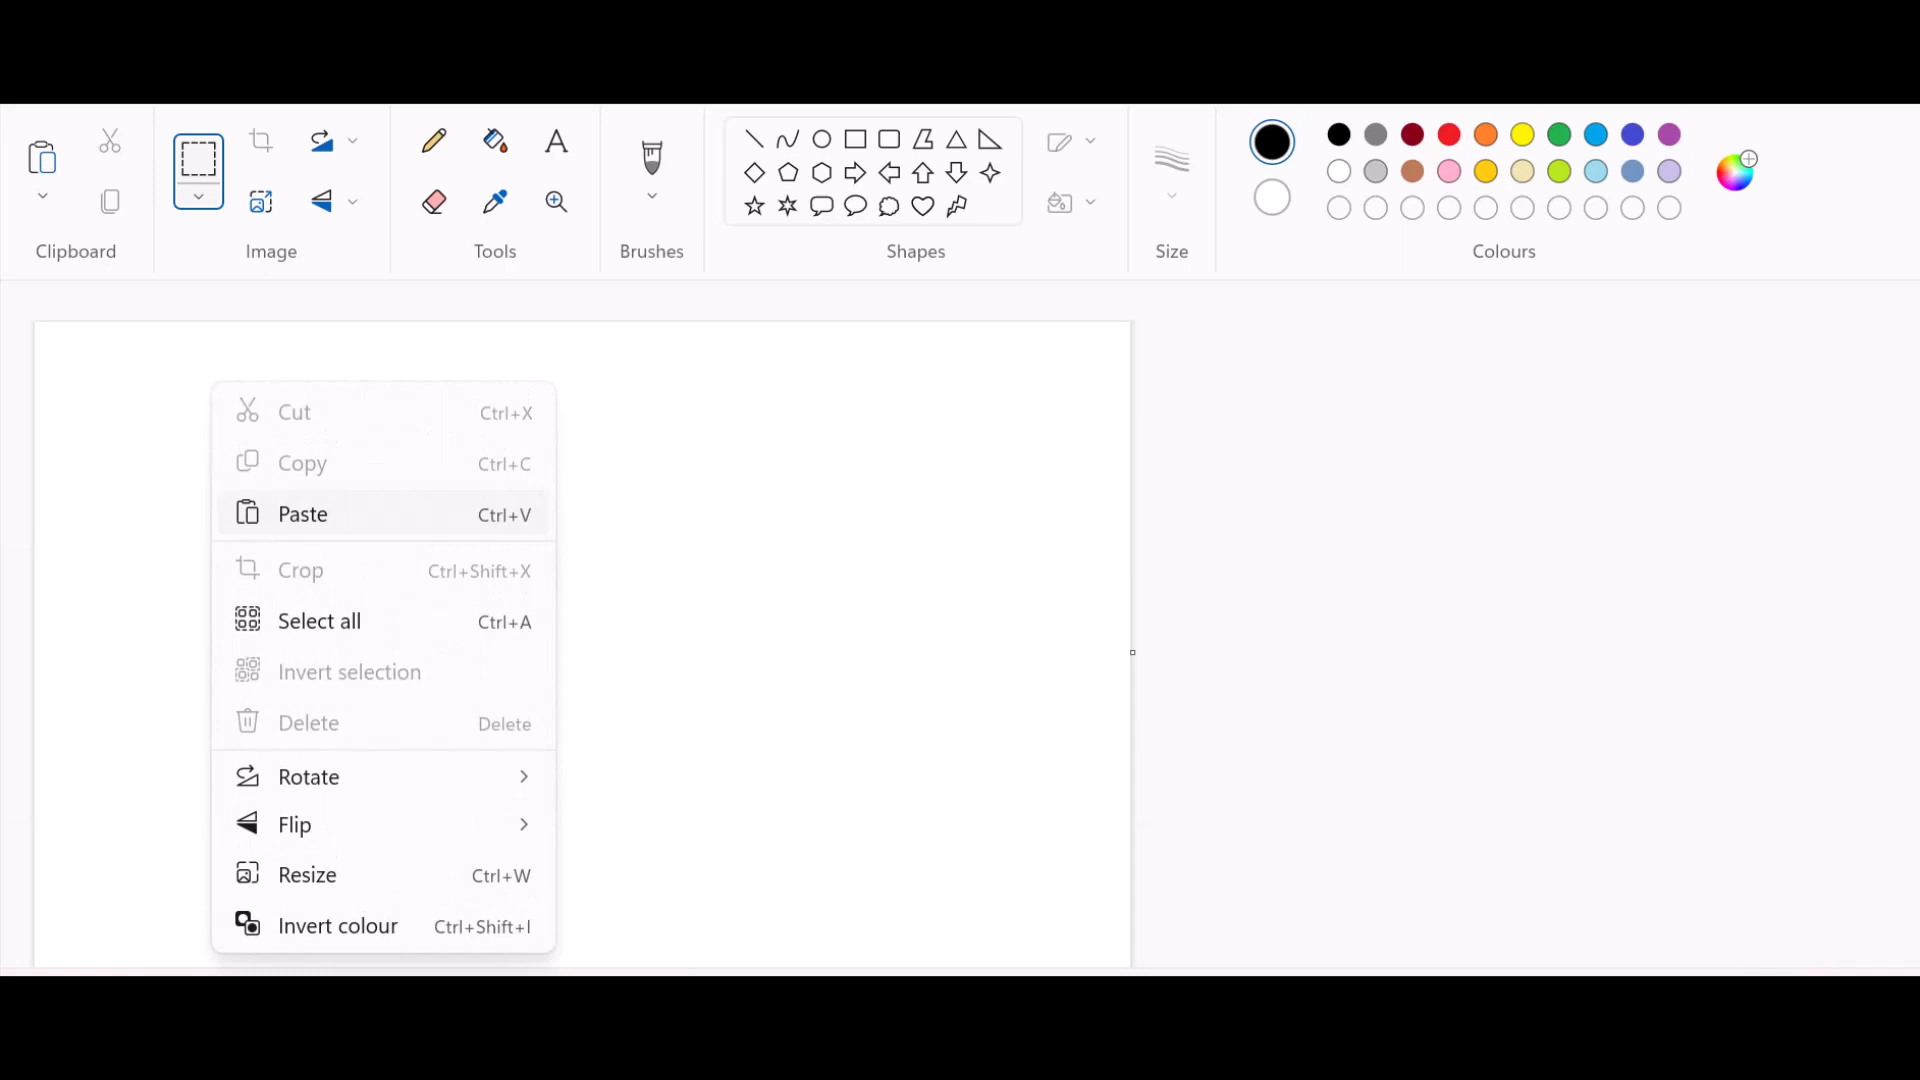 Clipboard
Image
Tools
Brushes
Shapes
Size
Colours
Cut Ctrl+X
Copy Ctrl+C
Paste Ctrl+V
Crop Ctrl+Shift+X
Select all Ctrl+A
Invert selection
Delete Delete
Rotate
Flip
Resize Ctrl+W
Invert colour Ctrl+Shift+I